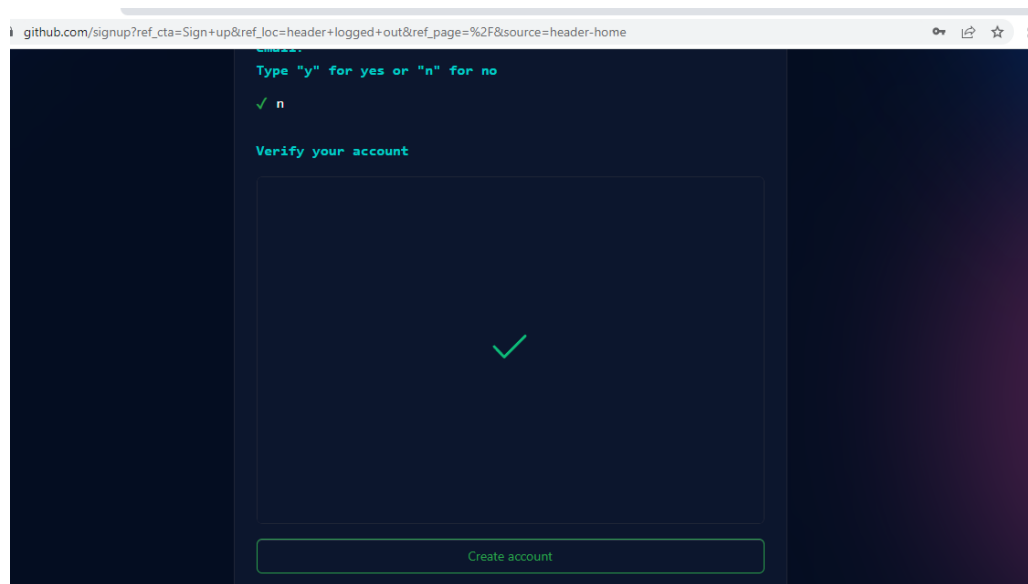 github.com/signup?ref_cta=Sign+up&ref_loc=header+logged+out&ref_page=%2F&source=header-home
email?
Type "y" for yes or "n" for no
✓ n
Verify your account
Create account